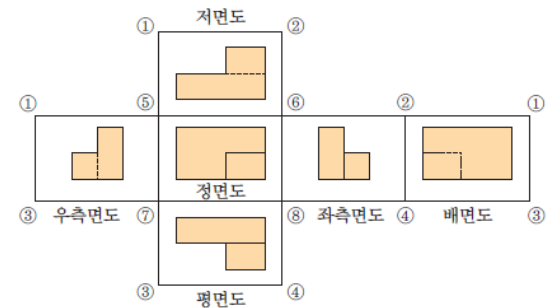 저면도
① ②
① ⑤ ⑥ ② ①
정면도
③ 우측면도 ⑦ ⑧ 좌측면도 ④ 배면도 ③
③ 평면도 ④